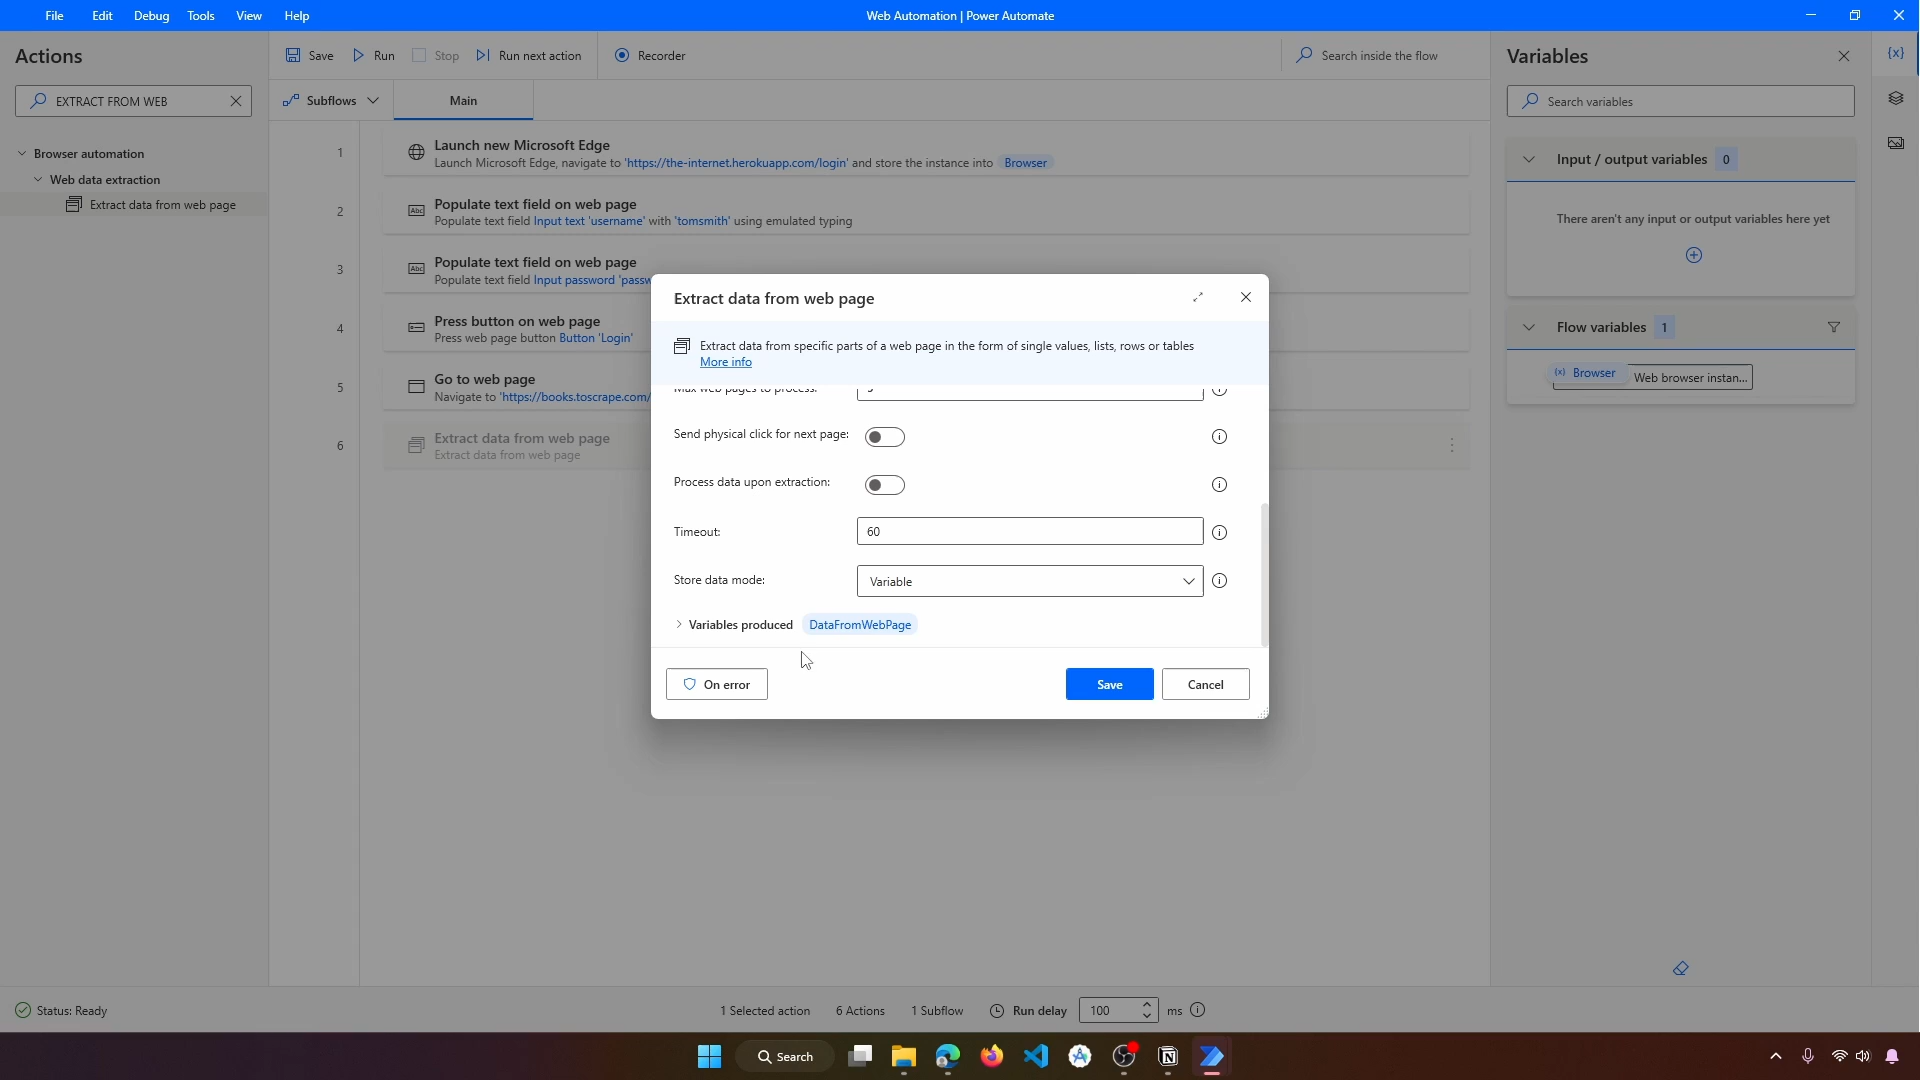 File Edit Debug Tools View Help
Web Automation | Power Automate
Actions
EXTRACT FROM WEB
Browser automation
Web data extraction
Extract data from web page
Save Run Stop Run next action Recorder
Search inside the flow
Subflows Main
1
Launch new Microsoft Edge
Launch Microsoft Edge, navigate to 'https://the-internet.herokuapp.com/login' and store the instance into Browser
2
Populate text field on web page
Populate text field Input text 'username' with 'tomsmith' using emulated typing
3
Populate text field on web page
Populate text field Input password 'passw
4
Press button on web page
Press web page button Button 'Login'
5
Go to web page
Navigate to 'https://books.toscrape.com/
6
Extract data from web page
Extract data from web page
Extract data from web page
Extract data from specific parts of a web page in the form of single values, lists, rows or tables
More info
Max web pages to process:
Send physical click for next page:
Process data upon extraction:
Timeout: 60
Store data mode: Variable
Variables produced DataFromWebPage
On error Save Cancel
Variables
{x}
Search variables
Input / output variables 0
There aren't any input or output variables here yet
Flow variables 1
(x) Browser Web browser instan...
Status: Ready 1 Selected action 6 Actions 1 Subflow Run delay 100 ms
Search